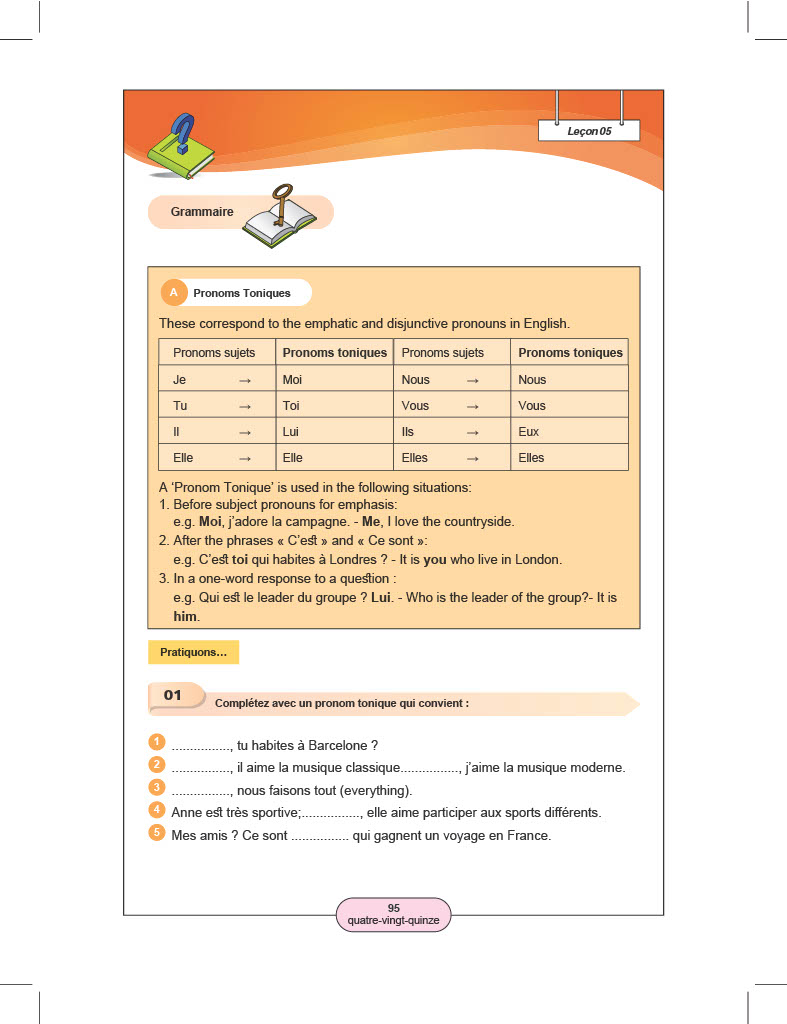 Leçon 05
Grammaire
A Pronoms Toniques
These correspond to the emphatic and disjunctive pronouns in English.
Pronoms sujets Pronoms toniques Pronoms sujets Pronoms toniques
Je → Moi Nous → Nous
Tu → Toi Vous → Vous
Il → Lui Ils → Eux
Elle → Elle Elles → Elles
A ‘Pronom Tonique’ is used in the following situations:
1. Before subject pronouns for emphasis:
e.g. Moi, j’adore la campagne. - Me, I love the countryside.
2. After the phrases « C’est » and « Ce sont »:
e.g. C’est toi qui habites à Londres ? - It is you who live in London.
3. In a one-word response to a question :
e.g. Qui est le leader du groupe ? Lui. - Who is the leader of the group?- It is
him.
Pratiquons…
01 Complétez avec un pronom tonique qui convient :
1 ................, tu habites à Barcelone ?
2 ................, il aime la musique classique................, j’aime la musique moderne.
3 ................, nous faisons tout (everything).
4 Anne est très sportive;................, elle aime participer aux sports différents.
5 Mes amis ? Ce sont ................ qui gagnent un voyage en France.
95
quatre-vingt-quinze